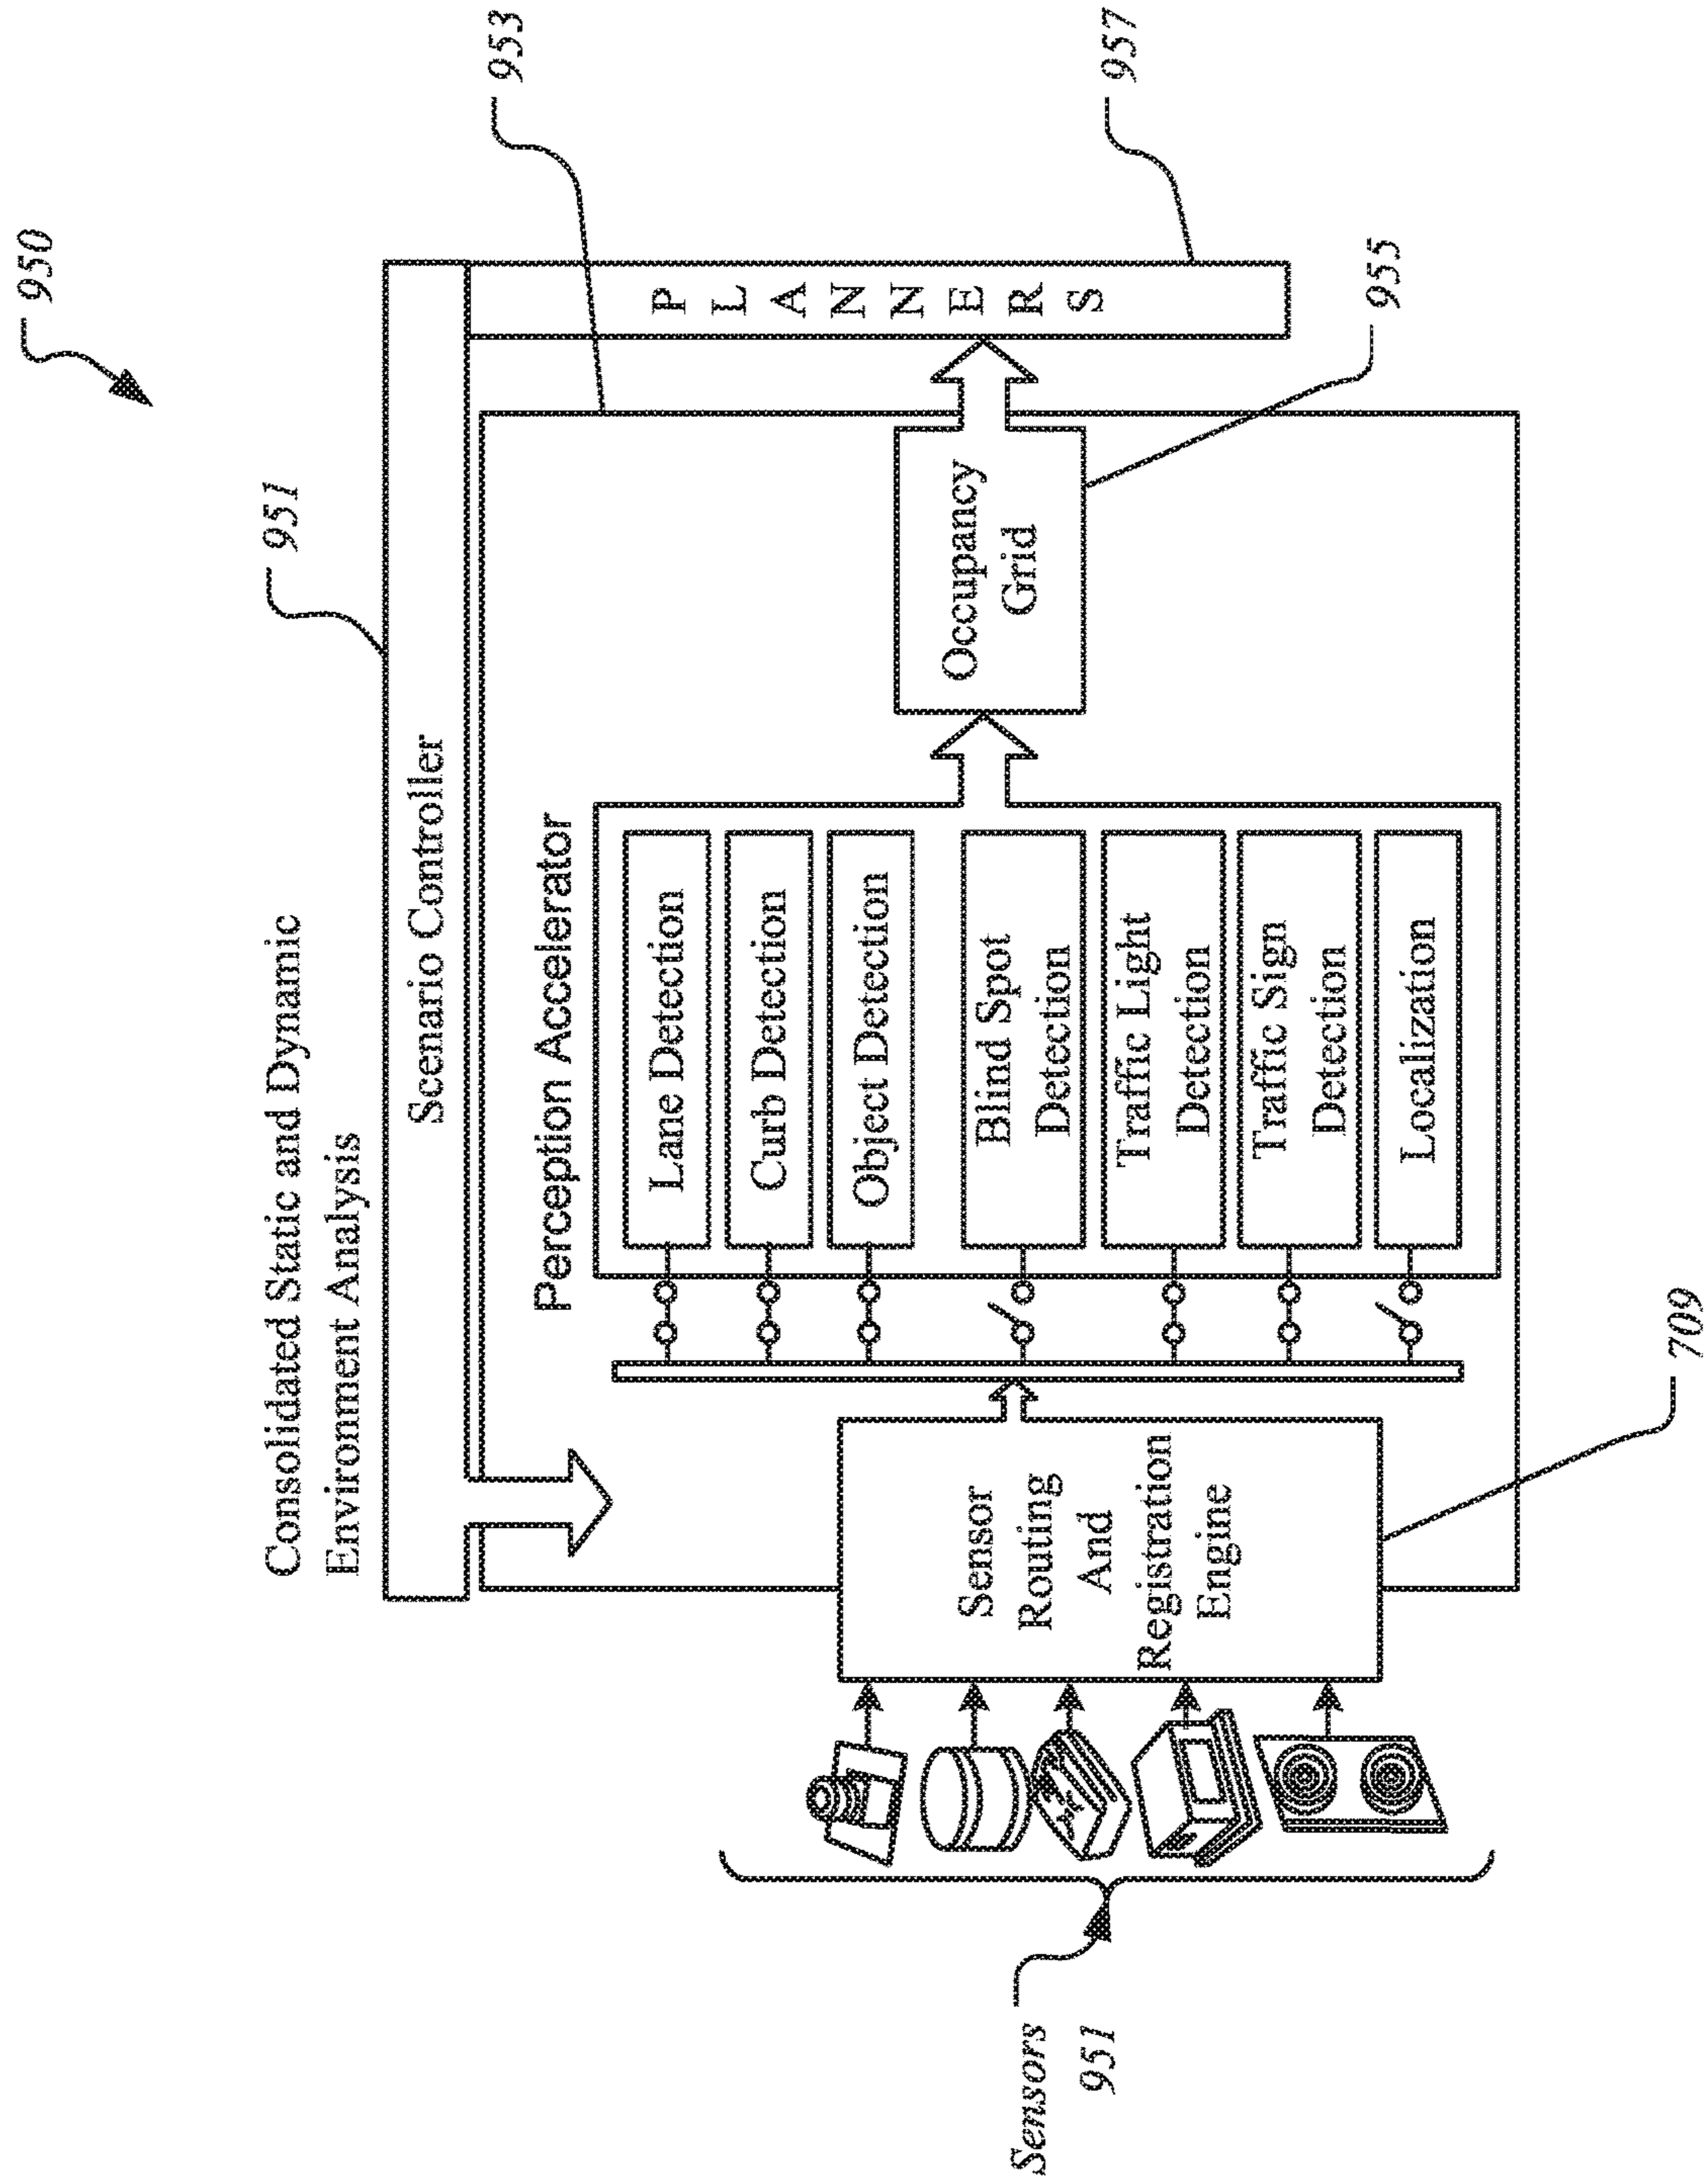 950
Consolidated Static and Dynamic
Environment Analysis
951
Scenario Controller
953
Perception Accelerator
Lane Detection
Curb Detection
Object Detection
Blind Spot
Detection
Traffic Light
Detection
Traffic Sign
Detection
Localization
Sensor
Routing
And
Registration
Engine
Occupancy
Grid
P
L
A
N
N
E
R
S
957
955
709
Sensors
951